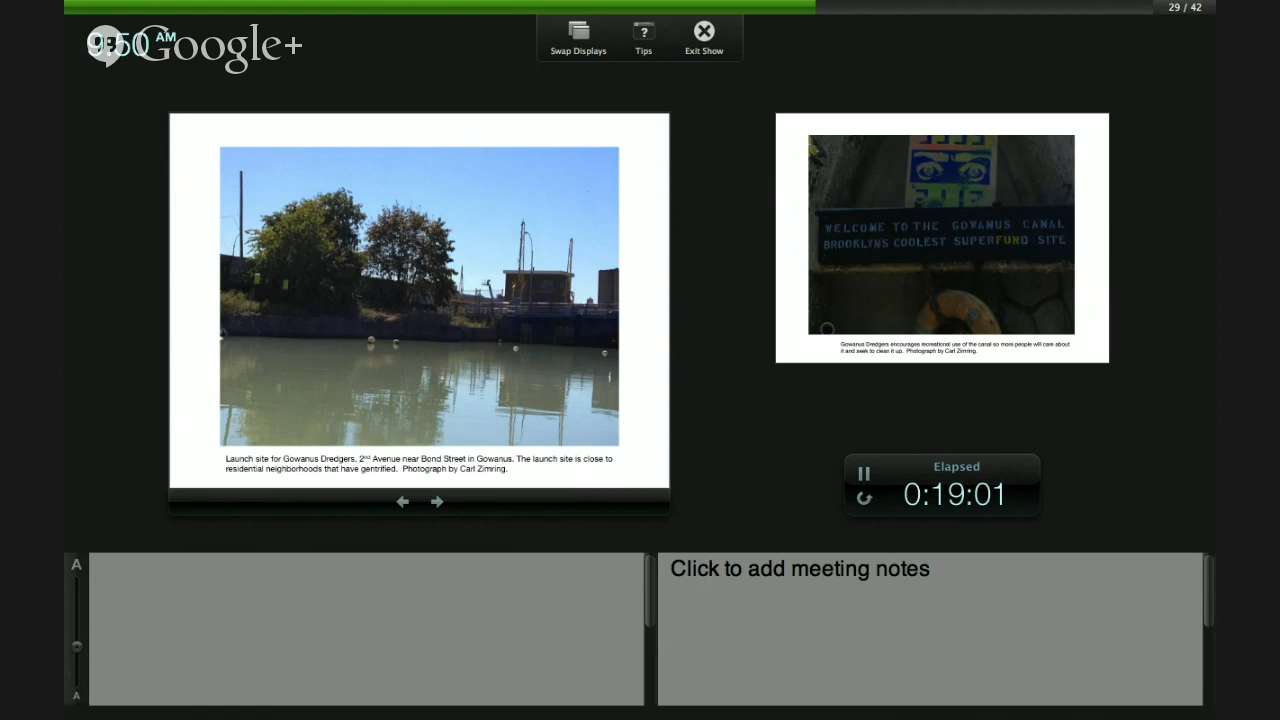 29 / 42
9:50 AM
Google+
Swap Displays
Tips
Exit Show
WELCOME TO THE GOWANUS CANAL
BROOKLYN'S COOLEST SUPERFUND SITE
Gowanus Dredgers encourages recreational use of the canal so more people will care about
it and seek to clean it up. Photograph by Carl Zimring.
Launch site for Gowanus Dredgers, 2nd Avenue near Bond Street in Gowanus. The launch site is close to
residential neighborhoods that have gentrified. Photograph by Carl Zimring.
Elapsed
0:19:01
A
A
Click to add meeting notes